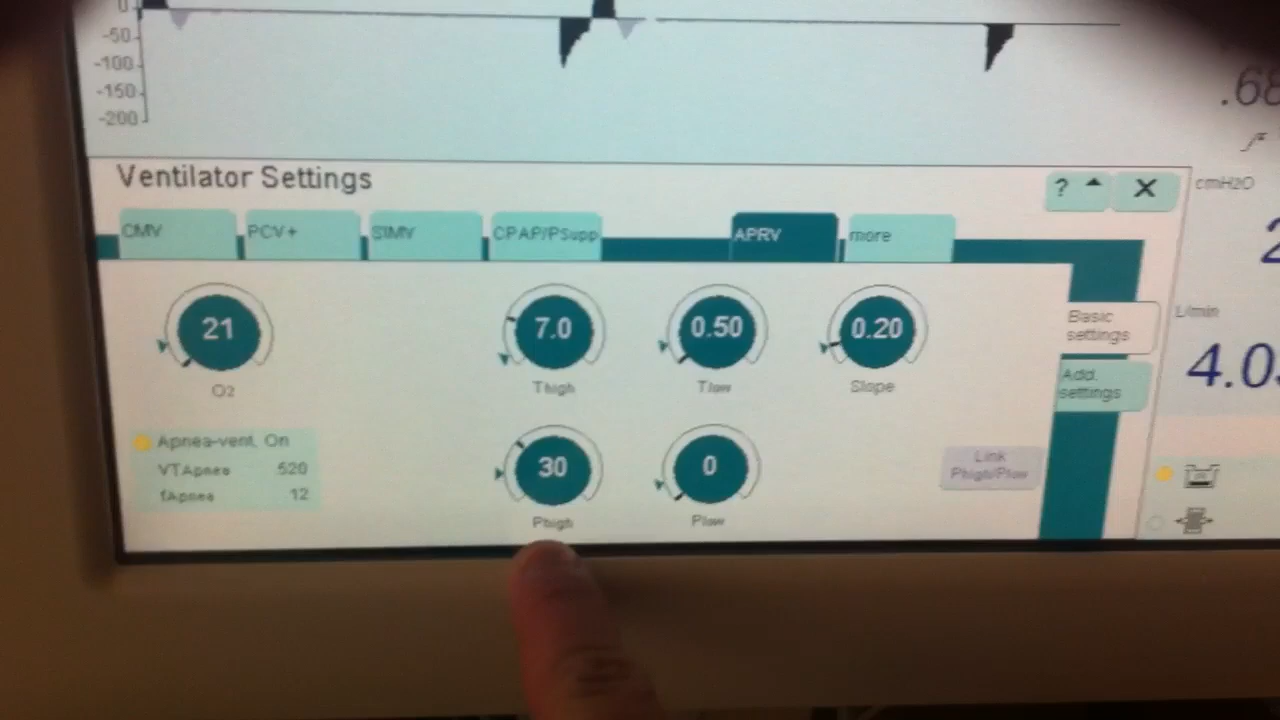 0
-50
-100
-150
-200
.68
Ventilator Settings
? X
cmH2O
CMV PCV+ SIMV CPAP/PSupp APRV more
21 7.0 0.50 0.20
O2 Thigh Tlow Slope
Basic
settings
L/min
Add.
settings
4.0
Apnea-vent. On
VTApnea 520
fApnea 12
30 0
Phigh Plow
Link
Phigh/Plow
2